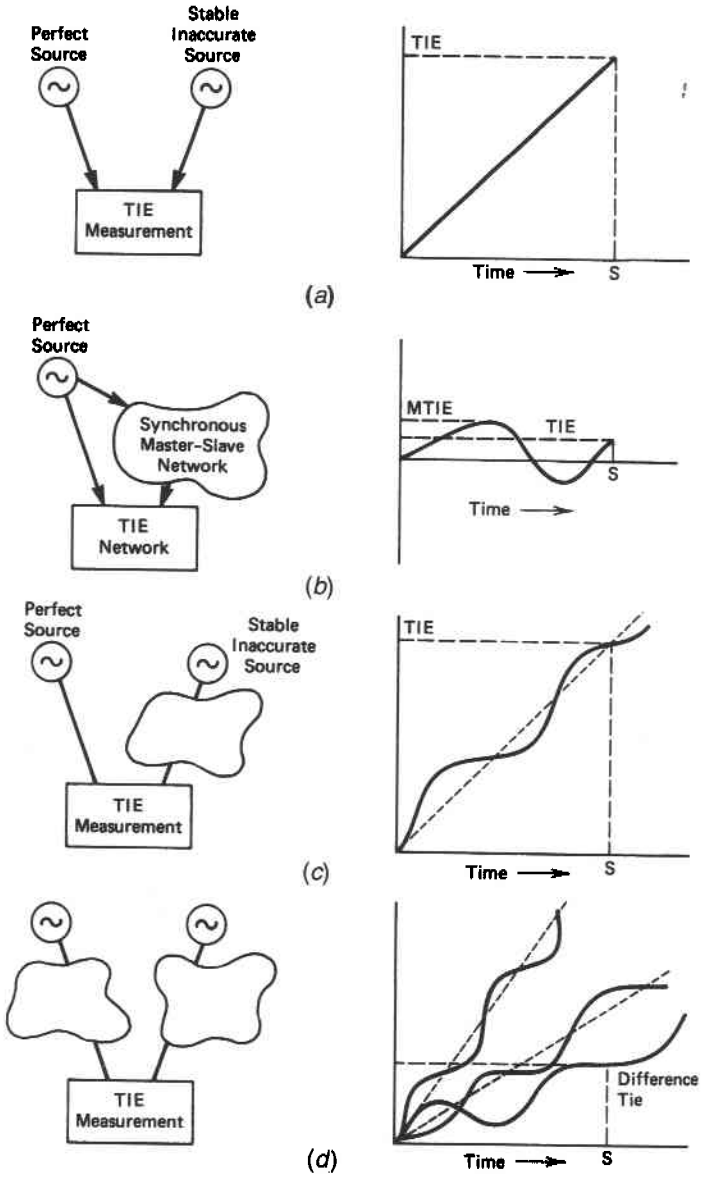 Perfect
Source
Stable
Inaccurate
Source
TIE
Measurement
TIE
Time
S
(a)
Perfect
Source
Synchronous
Master-Slave
Network
TIE
Network
MTIE
TIE
S
Time
(b)
Perfect
Source
Stable
Inaccurate
Source
TIE
Measurement
TIE
Time
S
(c)
TIE
Measurement
Difference
Tie
Time
S
(d)